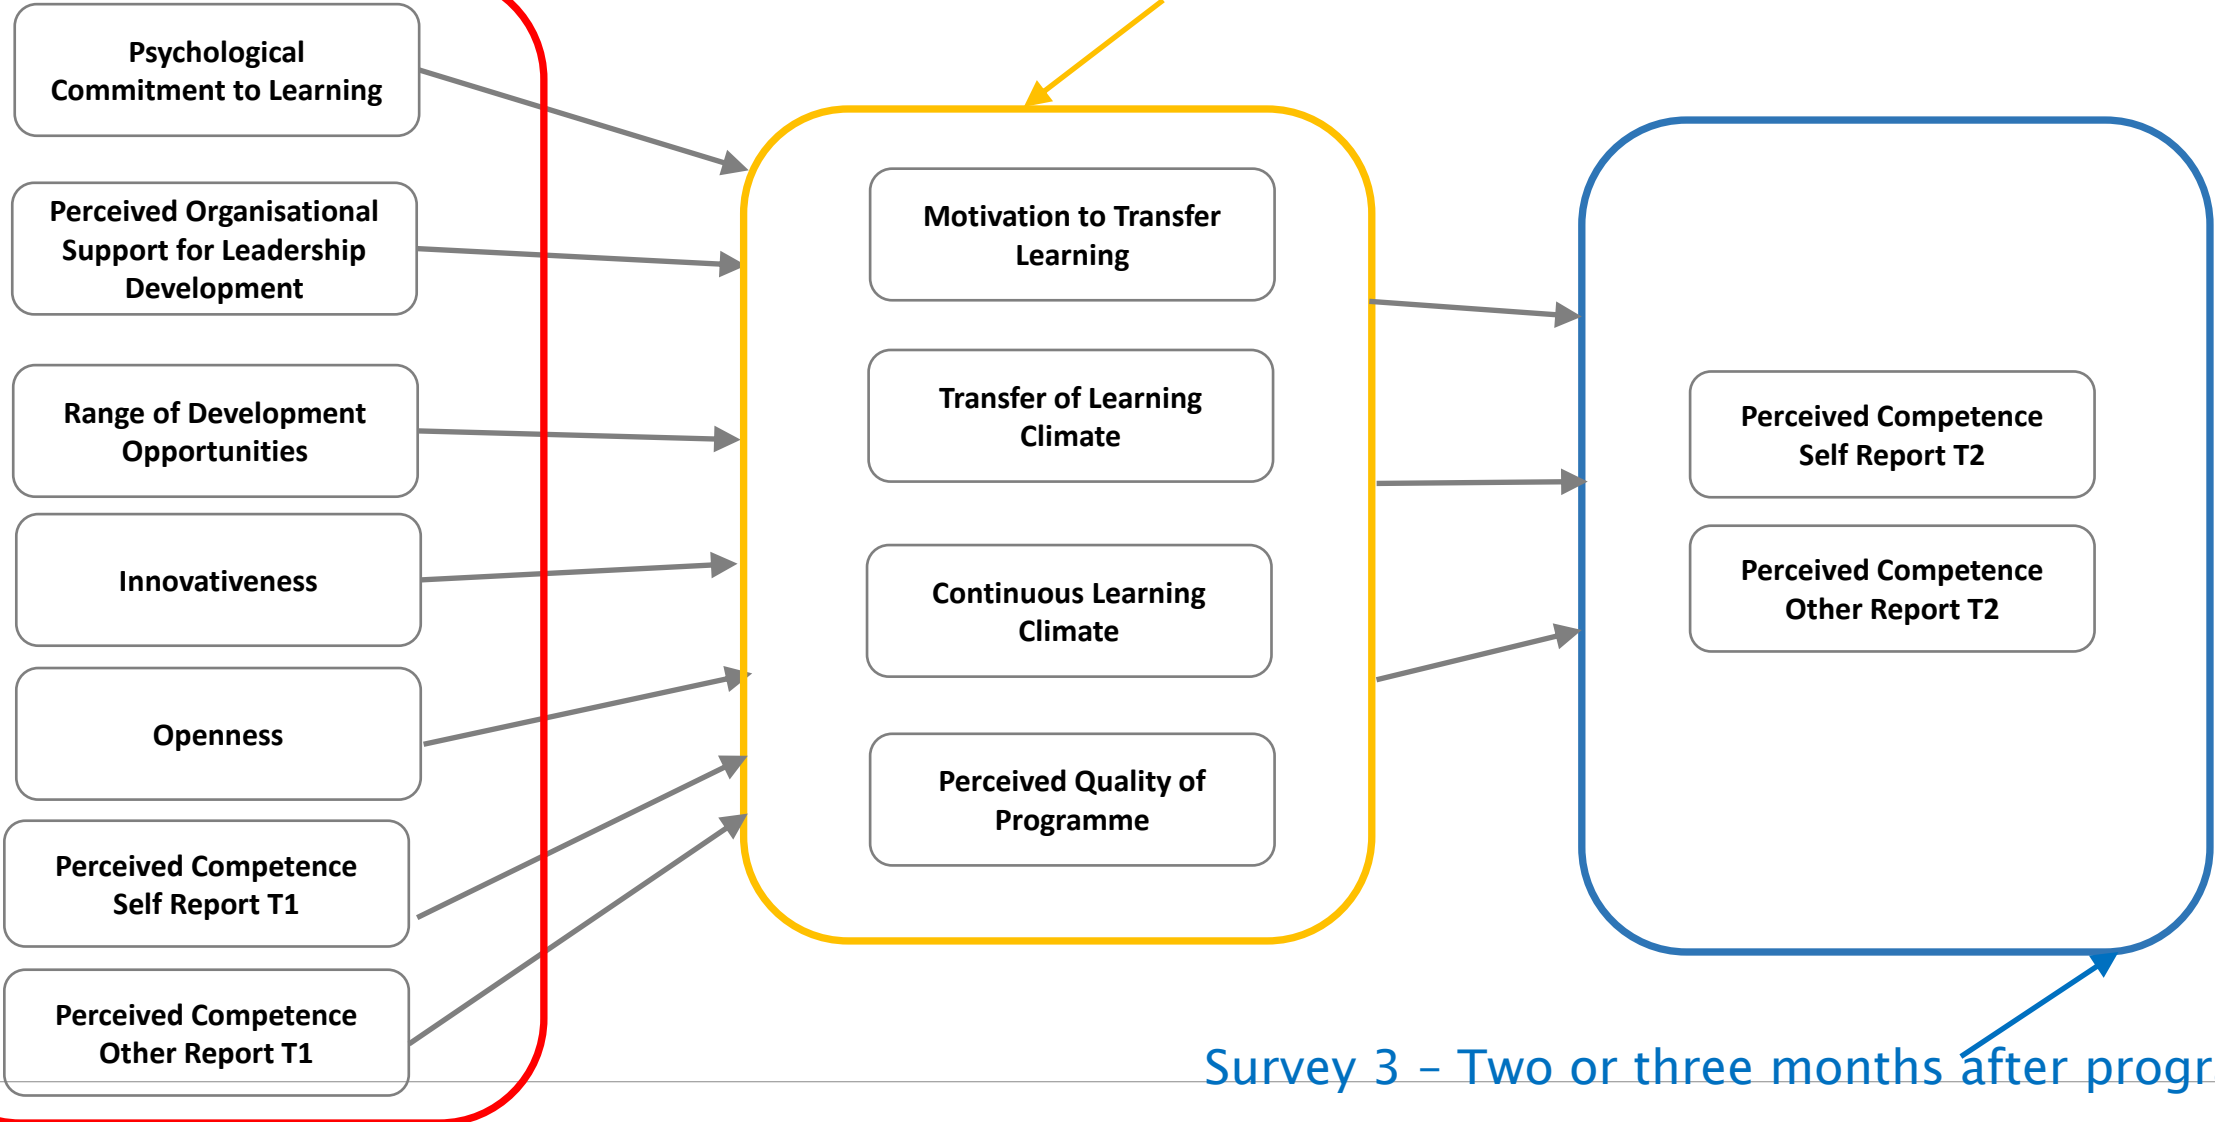 Psychological
Commitment to Learning
Perceived Organisational
Support for Leadership
Development
Range of Development
Opportunities
Innovativeness
Openness
Perceived Competence
Self Report T1
Perceived Competence
Other Report T1
Motivation to Transfer
Learning
Transfer of Learning
Climate
Continuous Learning
Climate
Perceived Quality of
Programme
Perceived Competence
Self Report T2
Perceived Competence
Other Report T2
Survey 3 – Two or three months after progr